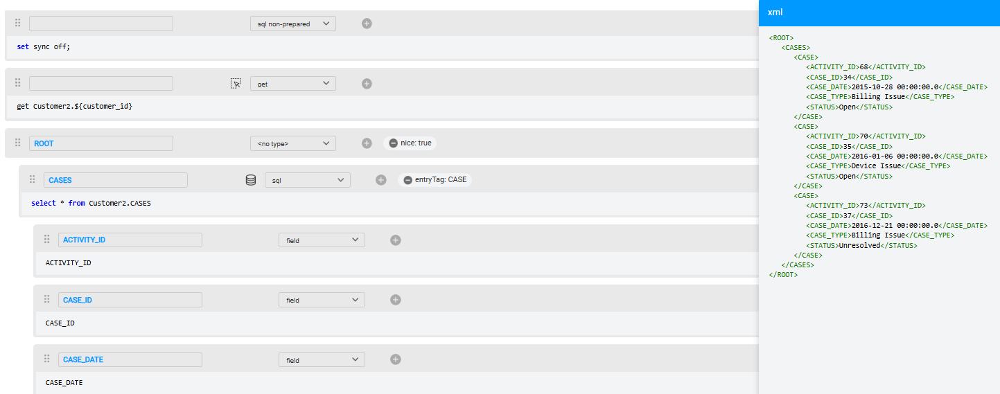 sql non-prepared
set sync off;
get
get Customer2.${customer_id}
ROOT
<no type>
nice: true
CASES
sql
entryTag: CASE
select * from Customer2.CASES
ACTIVITY_ID
field
ACTIVITY_ID
CASE_ID
field
CASE_ID
CASE_DATE
field
CASE_DATE
xml
<ROOT>
<CASES>
<CASE>
<ACTIVITY_ID>68</ACTIVITY_ID>
<CASE_ID>34</CASE_ID>
<CASE_DATE>2015-10-28 00:00:00.0</CASE_DATE>
<CASE_TYPE>Billing Issue</CASE_TYPE>
<STATUS>Open</STATUS>
</CASE>
<CASE>
<ACTIVITY_ID>70</ACTIVITY_ID>
<CASE_ID>35</CASE_ID>
<CASE_DATE>2016-01-06 00:00:00.0</CASE_DATE>
<CASE_TYPE>Device Issue</CASE_TYPE>
<STATUS>Open</STATUS>
</CASE>
<CASE>
<ACTIVITY_ID>73</ACTIVITY_ID>
<CASE_ID>37</CASE_ID>
<CASE_DATE>2016-12-21 00:00:00.0</CASE_DATE>
<CASE_TYPE>Billing Issue</CASE_TYPE>
<STATUS>Unresolved</STATUS>
</CASE>
</CASES>
</ROOT>